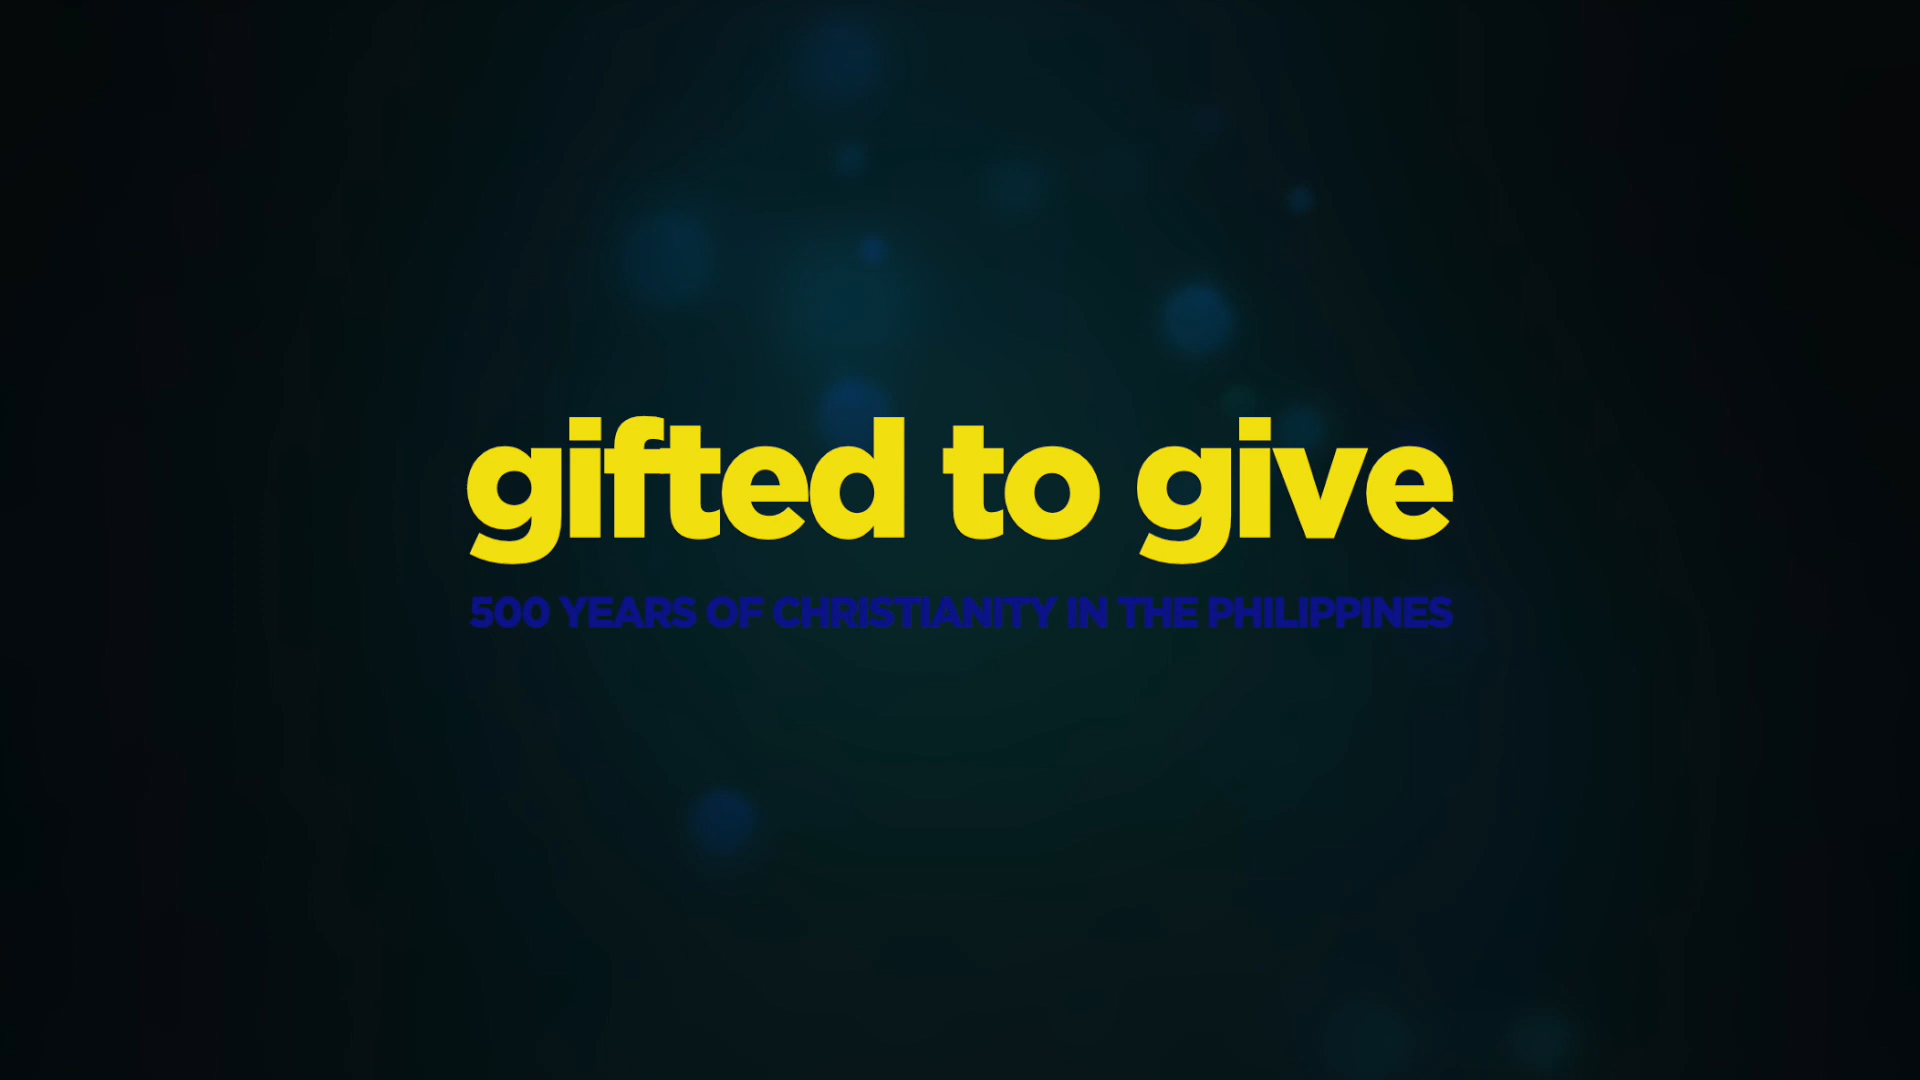 gifted to give
500 YEARS OF CHRISTIANITY IN THE PHILIPPINES